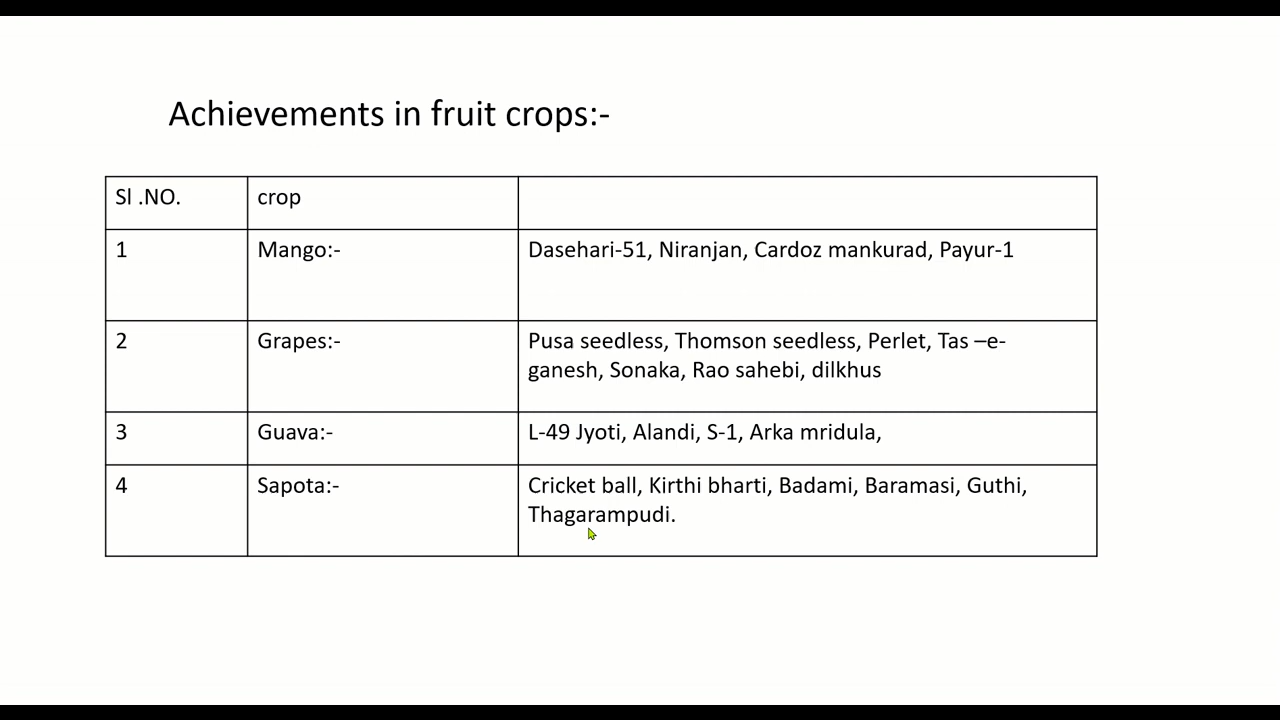 Achievements in fruit crops:-
Sl .NO. crop
1 Mango:- Dasehari-51, Niranjan, Cardoz mankurad, Payur-1
2 Grapes:- Pusa seedless, Thomson seedless, Perlet, Tas –e-
ganesh, Sonaka, Rao sahebi, dilkhus
3 Guava:- L-49 Jyoti, Alandi, S-1, Arka mridula,
4 Sapota:- Cricket ball, Kirthi bharti, Badami, Baramasi, Guthi,
Thagarampudi.